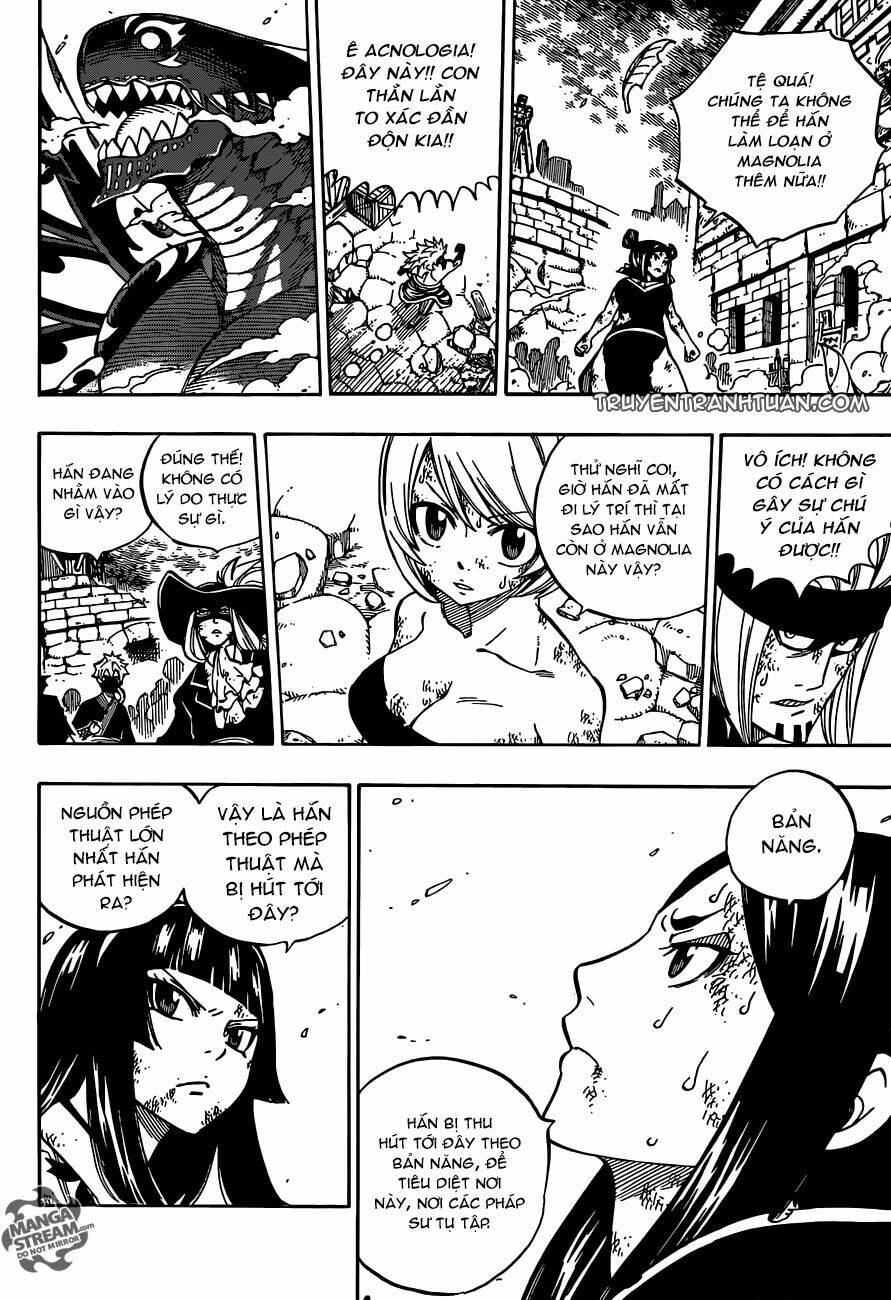 TỆ QUÁ!
CHÚNG TA KHÔNG
THỂ ĐỂ HẮN
LÀM LOẠN Ở
MAGNOLIA
THÊM NỮA!!
Ê ACNOLOGIA!
ĐÂY NÀY!! CON
THẰN LẰN
TO XÁC ĐẦN
ĐỘN KIA!!
TRUYENTRANHTUAN.COM
VÔ ÍCH! KHÔNG
CÓ CÁCH GÌ
GÂY SỰ CHÚ
Ý CỦA HẮN
ĐƯỢC!!
THỬ NGHĨ COI,
GIỜ HẮN ĐÃ MẤT
ĐI LÝ TRÍ THÌ TẠI
SAO HẮN VẪN
CÒN Ở MAGNOLIA
NÀY VẬY?
ĐÚNG THẾ!
KHÔNG CÓ
LÝ DO THỰC
SỰ GÌ.
HẮN ĐANG
NHẮM VÀO
GÌ VẬY?
BẢN
NĂNG.
HẮN BỊ THU
HÚT TỚI ĐÂY THEO
BẢN NĂNG, ĐỂ
TIÊU DIỆT NƠI
NÀY, NƠI CÁC PHÁP
SƯ TỤ TẬP.
VẬY LÀ HẮN
THEO PHÉP
THUẬT MÀ
BỊ HÚT TỚI
ĐÂY?
NGUỒN PHÉP
THUẬT LỚN
NHẤT HẮN
PHÁT HIỆN
RA?
MANGA
STREAM.com
DO NOT MIRROR!